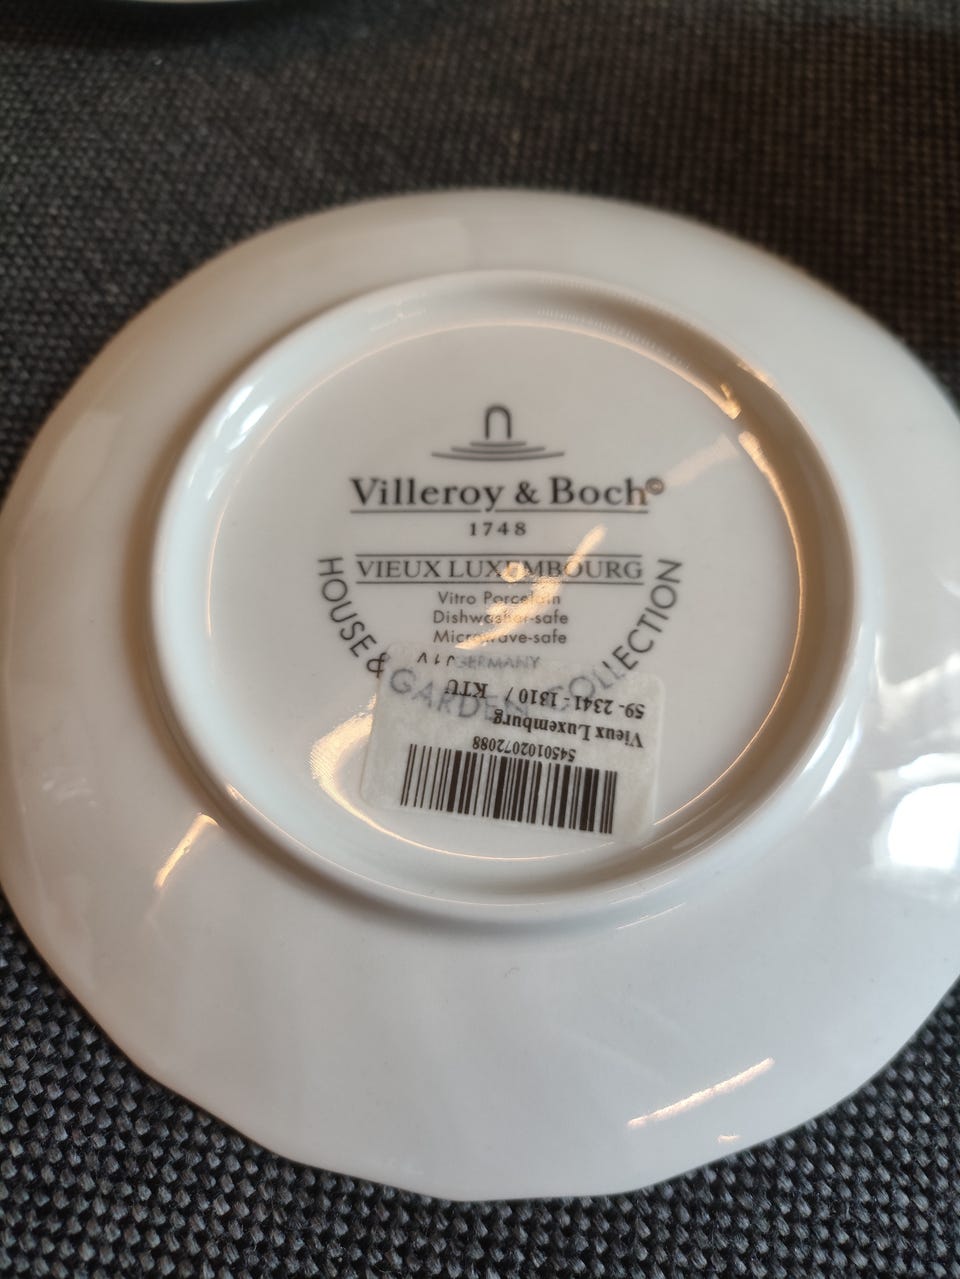 Villeroy & Boch©
1748
VIEUX LUXEMBOURG
Vitro Porcelain
Dishwasher-safe
Microwave-safe
GERMANY
HOUSE & GARDEN COLLECTION
5450102072088
Vieux Luxemburg
59-2341-1310 / KTU